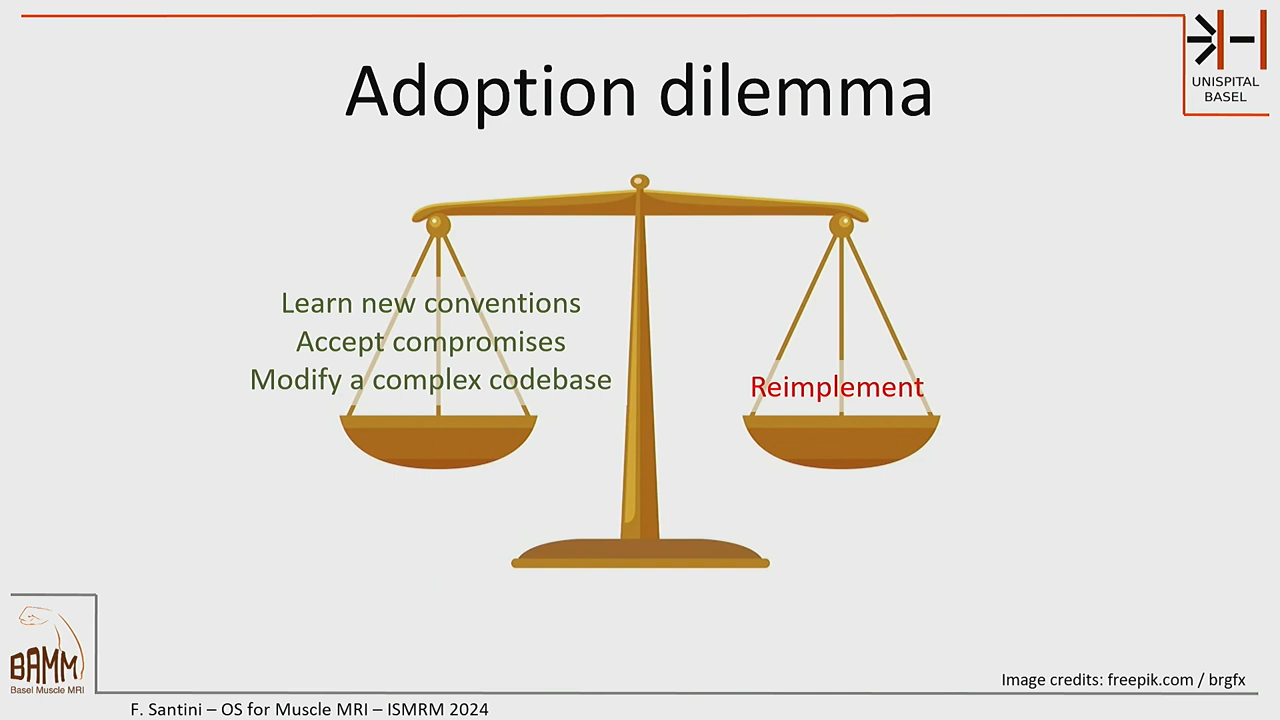 UNISPITAL
BASEL
Adoption dilemma
Learn new conventions
Accept compromises
Modify a complex codebase
Reimplement
BAMM
Basel Muscle MRI
Image credits: freepik.com / brgfx
F. Santini – OS for Muscle MRI – ISMRM 2024